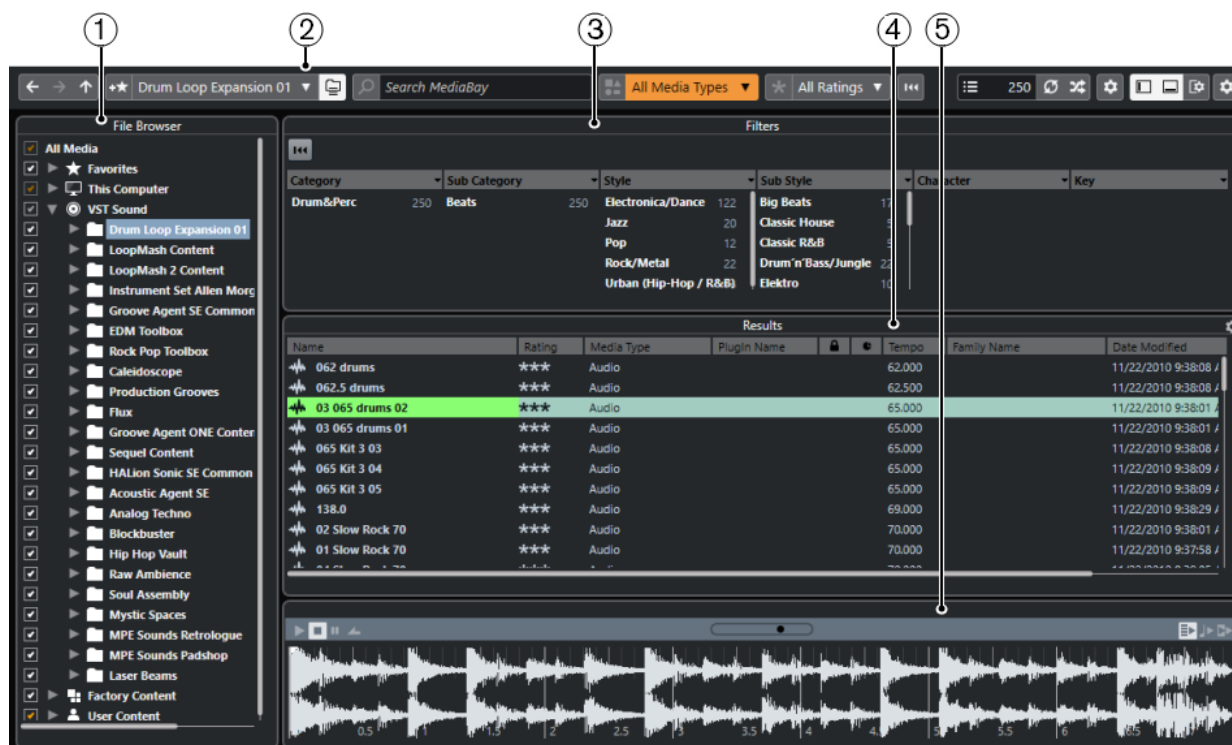 1 2 3 4 5
Drum Loop Expansion 01 Search MediaBay All Media Types All Ratings 250
File Browser
All Media
Favorites
This Computer
VST Sound
Drum Loop Expansion 01
LoopMash Content
LoopMash 2 Content
Instrument Set Allen Morg
Groove Agent SE Common
EDM Toolbox
Rock Pop Toolbox
Caleidoscope
Production Grooves
Flux
Groove Agent ONE Conter
Sequel Content
HALion Sonic SE Common
Acoustic Agent SE
Analog Techno
Blockbuster
Hip Hop Vault
Raw Ambience
Soul Assembly
Mystic Spaces
MPE Sounds Retrologue
MPE Sounds Padshop
Laser Beams
Factory Content
User Content
Filters
Category Sub Category Style Sub Style Character Key
Drum&Perc 250 Beats 250 Electronica/Dance 122 Big Beats 17
Jazz 20 Classic House
Pop 12 Classic R&B
Rock/Metal 22 Drum´n´Bass/Jungle 22
Urban (Hip-Hop / R&B) Elektro 10
Results
Name Rating Media Type PlugIn Name Tempo Family Name Date Modified
062 drums *** Audio 62.000 11/22/2010 9:38:08
062.5 drums *** Audio 62.500 11/22/2010 9:38:08
03 065 drums 02 *** Audio 65.000 11/22/2010 9:38:01
03 065 drums 01 *** Audio 65.000 11/22/2010 9:38:01
065 Kit 3 03 *** Audio 65.000 11/22/2010 9:38:08
065 Kit 3 04 *** Audio 65.000 11/22/2010 9:38:09
065 Kit 3 05 *** Audio 65.000 11/22/2010 9:38:09
138.0 *** Audio 69.000 11/22/2010 9:38:29
02 Slow Rock 70 *** Audio 70.000 11/22/2010 9:38:01
01 Slow Rock 70 *** Audio 70.000 11/22/2010 9:37:58
0.5 1 1.5 2 2.5 3 3.5 4 5 5.5 6